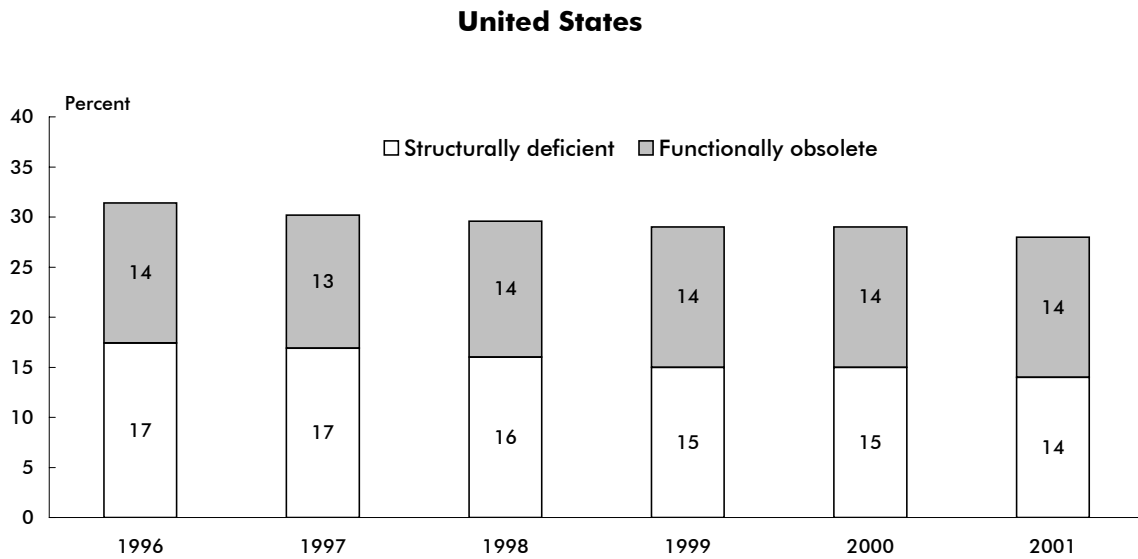 United States
Percent
40
35
30
25
20
15
10
5
0
Structurally deficient Functionally obsolete
14 13 14 14 14 14
17 17 16 15 15 14
1996 1997 1998 1999 2000 2001